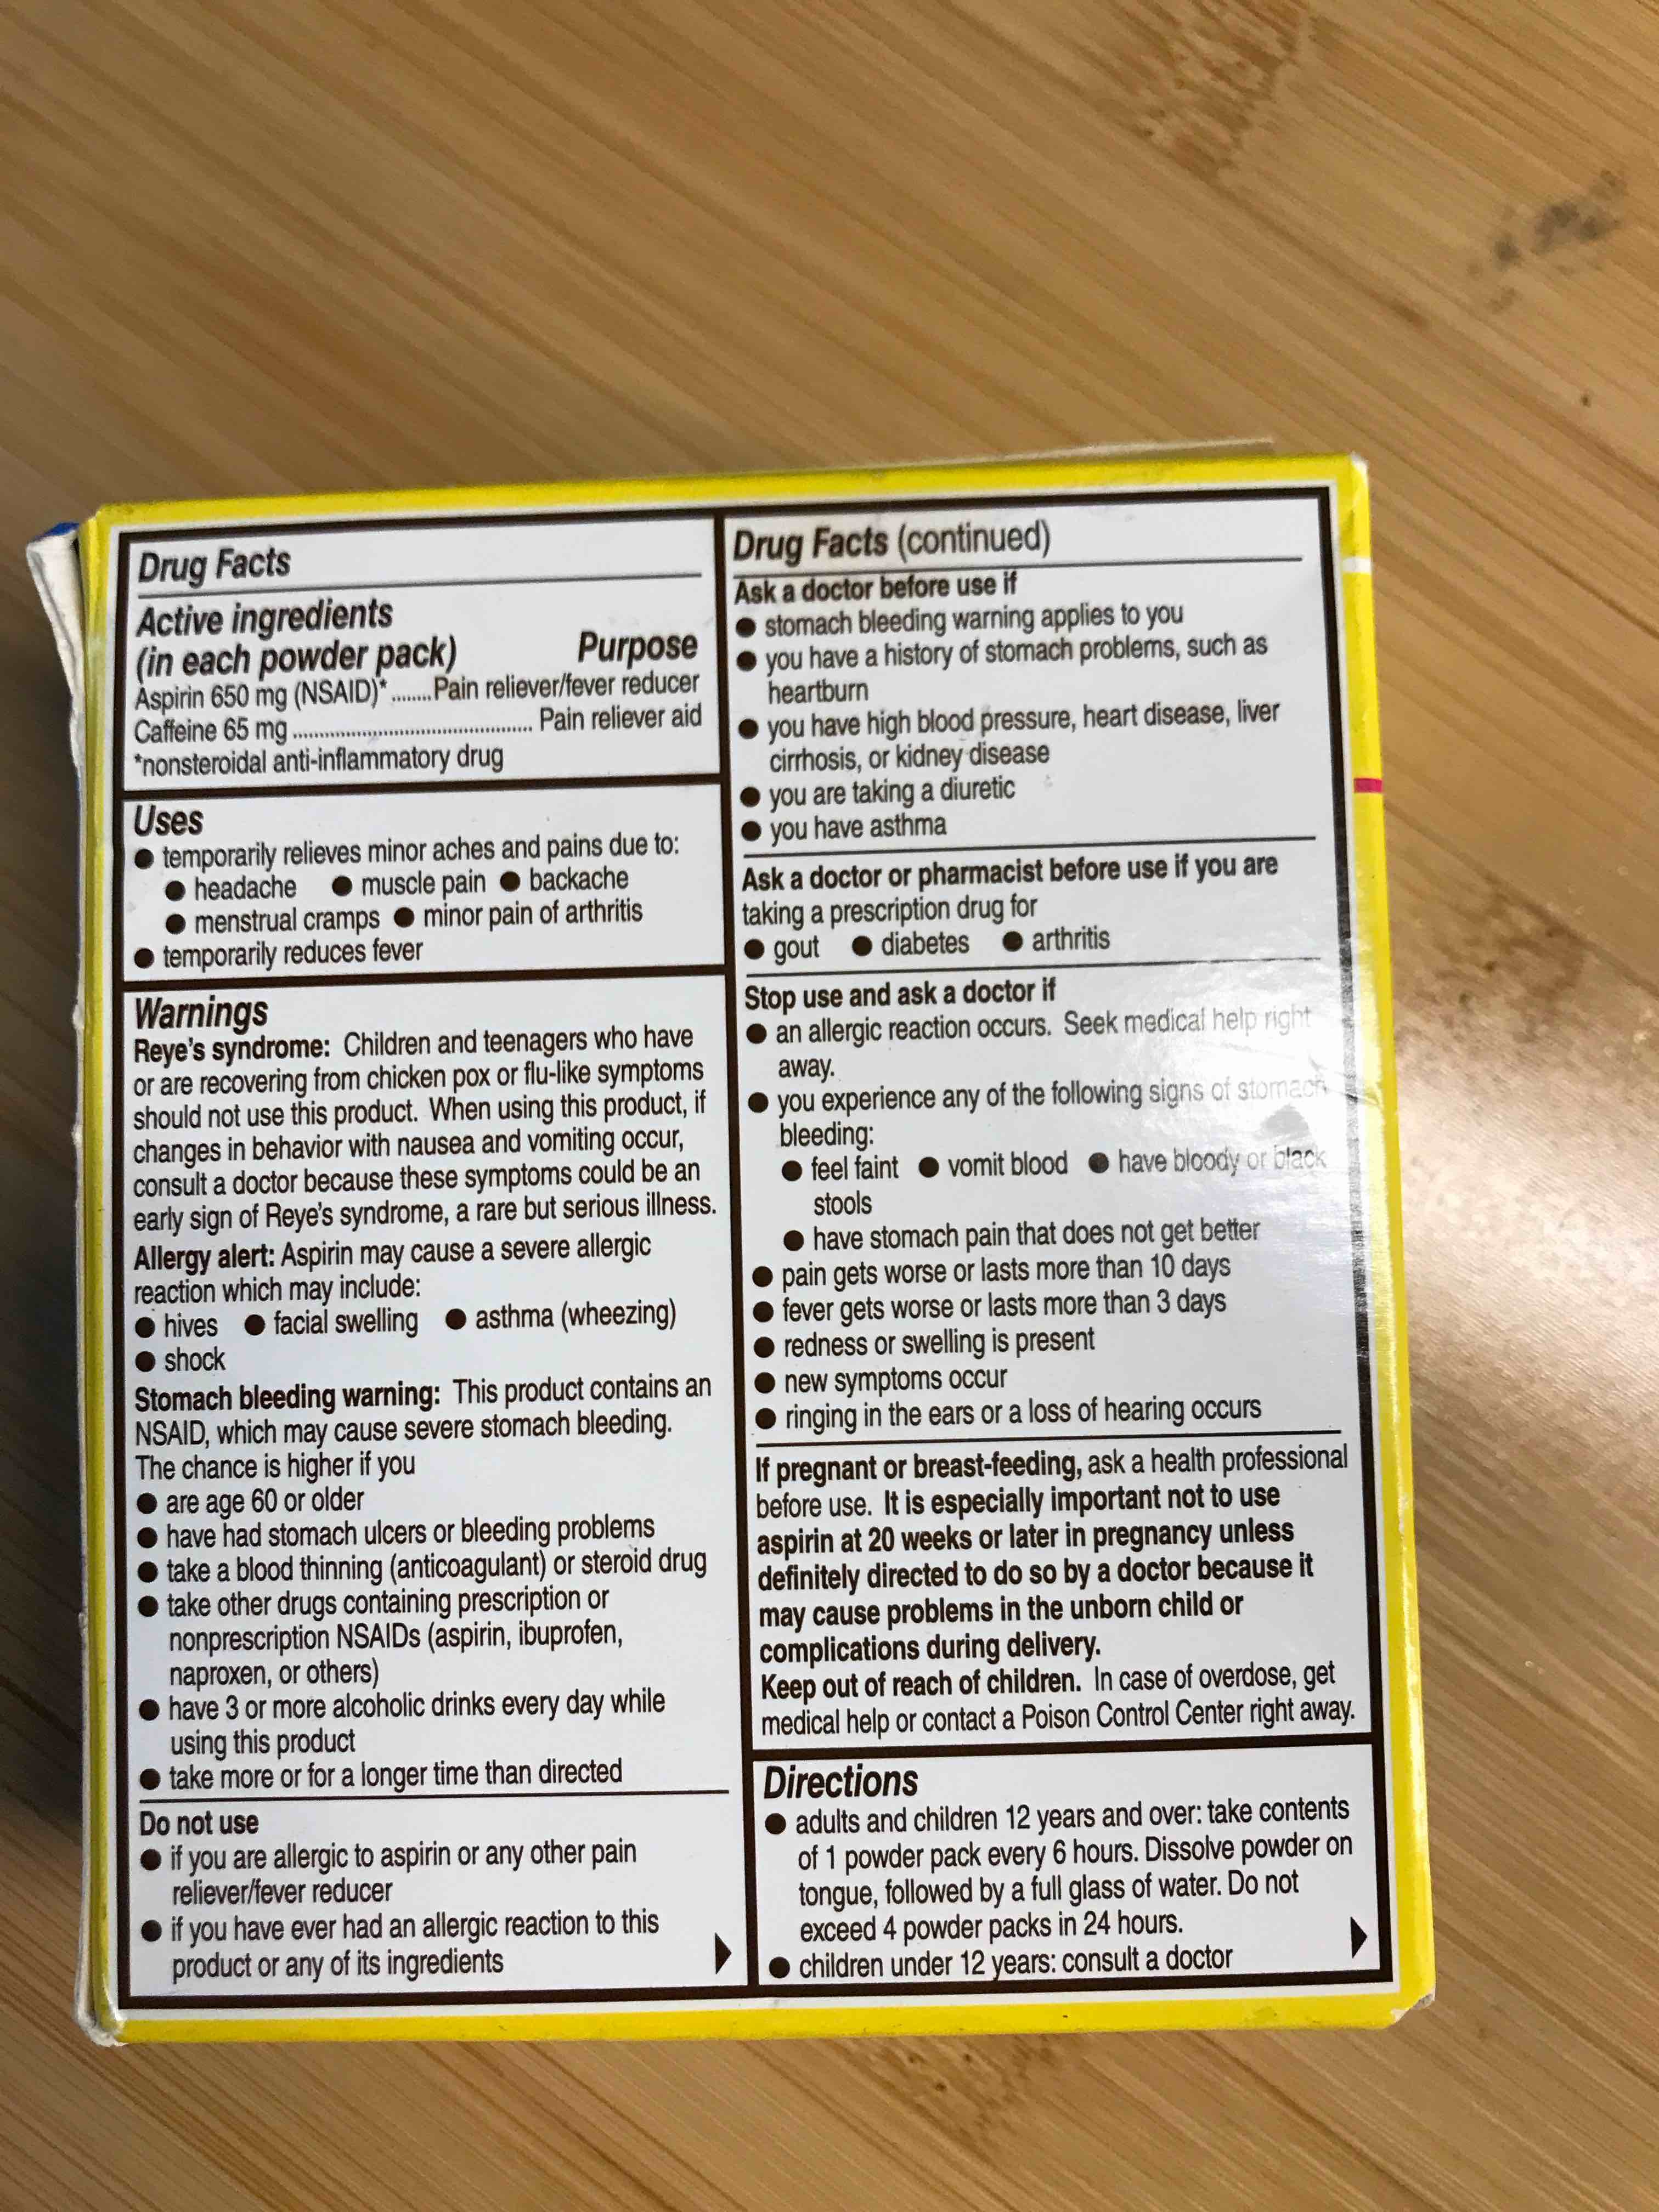 Drug Facts
Active ingredients
(in each powder pack) Purpose
Aspirin 650 mg (NSAID)*........Pain reliever/fever reducer
Caffeine 65 mg............................................Pain reliever aid
*nonsteroidal anti-inflammatory drug
Uses
● temporarily relieves minor aches and pains due to:
● headache ● muscle pain ● backache
● menstrual cramps ● minor pain of arthritis
● temporarily reduces fever
Warnings
Reye's syndrome: Children and teenagers who have
or are recovering from chicken pox or flu-like symptoms
should not use this product. When using this product, if
changes in behavior with nausea and vomiting occur,
consult a doctor because these symptoms could be an
early sign of Reye's syndrome, a rare but serious illness.
Allergy alert: Aspirin may cause a severe allergic
reaction which may include:
● hives ● facial swelling ● asthma (wheezing)
● shock
Stomach bleeding warning: This product contains an
NSAID, which may cause severe stomach bleeding.
The chance is higher if you
● are age 60 or older
● have had stomach ulcers or bleeding problems
● take a blood thinning (anticoagulant) or steroid drug
● take other drugs containing prescription or
nonprescription NSAIDs (aspirin, ibuprofen,
naproxen, or others)
● have 3 or more alcoholic drinks every day while
using this product
● take more or for a longer time than directed
Do not use
● if you are allergic to aspirin or any other pain
reliever/fever reducer
● if you have ever had an allergic reaction to this
product or any of its ingredients
Drug Facts (continued)
Ask a doctor before use if
● stomach bleeding warning applies to you
● you have a history of stomach problems, such as
heartburn
● you have high blood pressure, heart disease, liver
cirrhosis, or kidney disease
● you are taking a diuretic
● you have asthma
Ask a doctor or pharmacist before use if you are
taking a prescription drug for
● gout ● diabetes ● arthritis
Stop use and ask a doctor if
● an allergic reaction occurs. Seek medical help right
away.
● you experience any of the following signs of stomach
bleeding:
● feel faint ● vomit blood ● have bloody or black
stools
● have stomach pain that does not get better
● pain gets worse or lasts more than 10 days
● fever gets worse or lasts more than 3 days
● redness or swelling is present
● new symptoms occur
● ringing in the ears or a loss of hearing occurs
If pregnant or breast-feeding, ask a health professional
before use. It is especially important not to use
aspirin at 20 weeks or later in pregnancy unless
definitely directed to do so by a doctor because it
may cause problems in the unborn child or
complications during delivery.
Keep out of reach of children. In case of overdose, get
medical help or contact a Poison Control Center right away.
Directions
● adults and children 12 years and over: take contents
of 1 powder pack every 6 hours. Dissolve powder on
tongue, followed by a full glass of water. Do not
exceed 4 powder packs in 24 hours.
● children under 12 years: consult a doctor